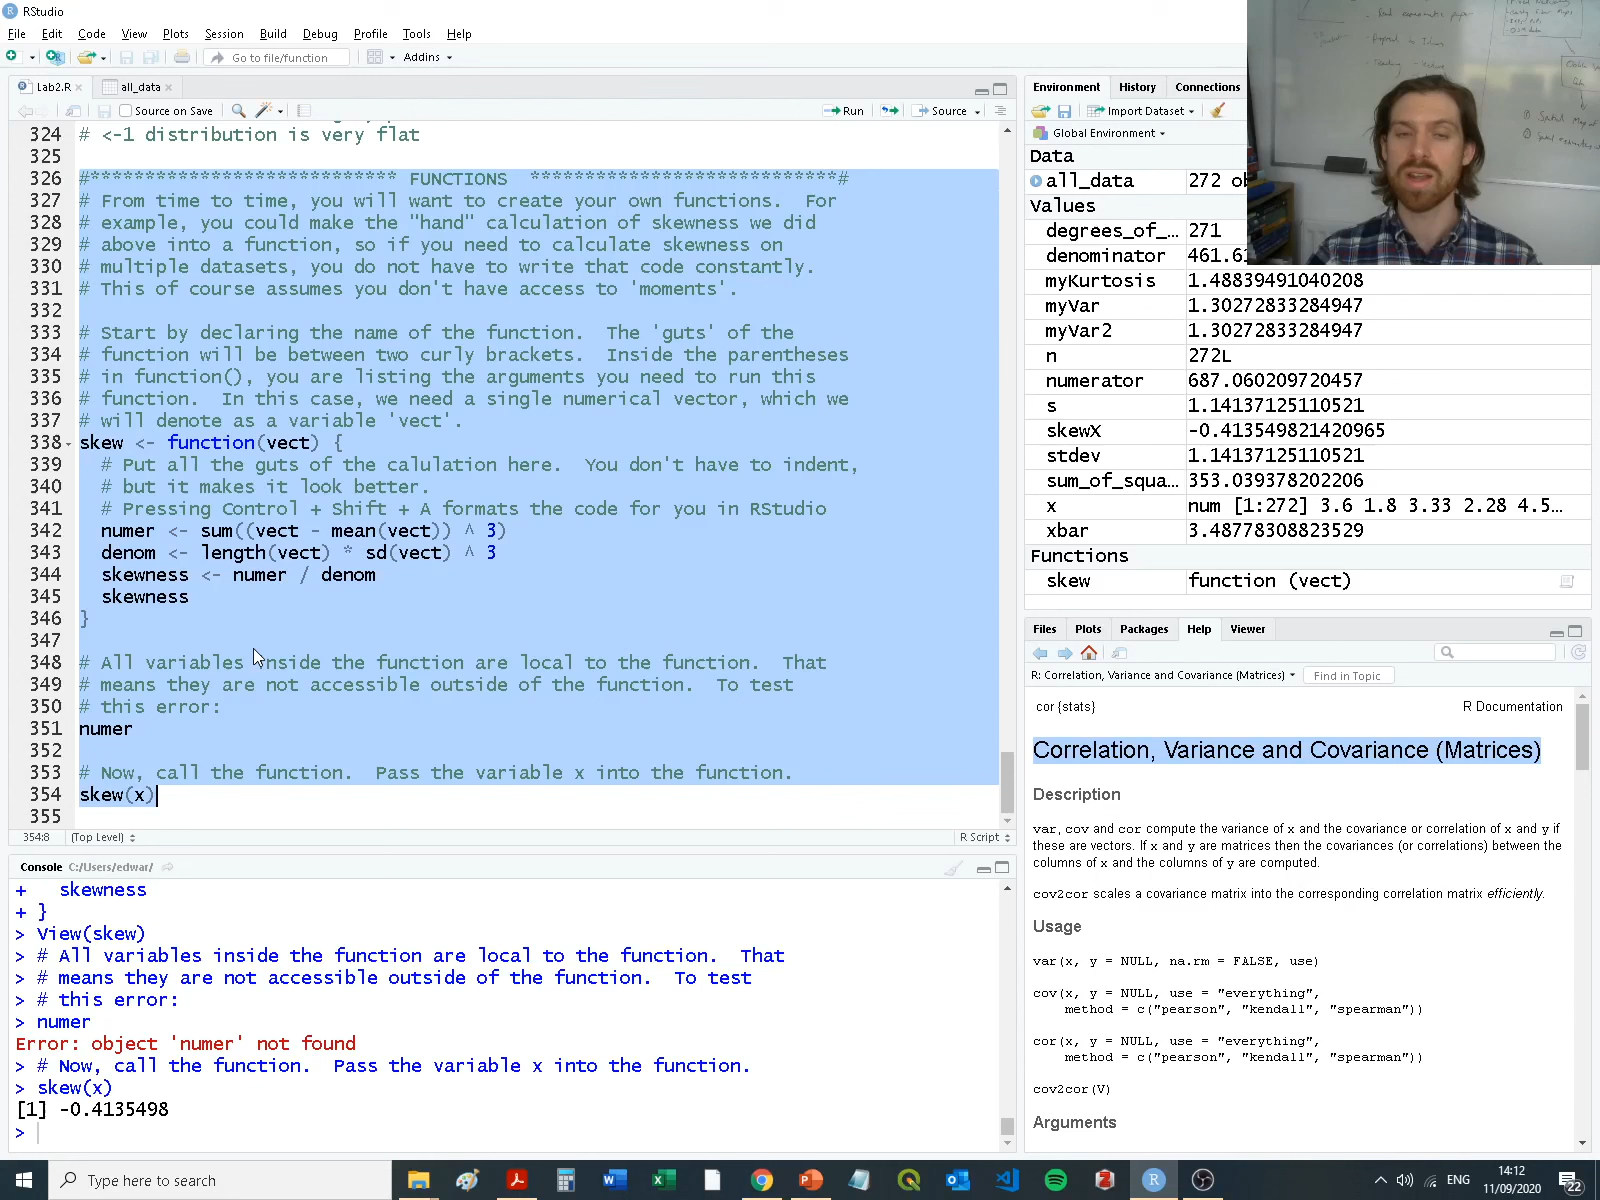 RStudio
File Edit Code View Plots Session Build Debug Profile Tools Help
Go to file/function Addins
Lab2.R all_data
Source on Save Run Source
324 # <-1 distribution is very flat
325
326 #**************************** FUNCTIONS ****************************#
327 # From time to time, you will want to create your own functions.  For
328 # example, you could make the "hand" calculation of skewness we did
329 # above into a function, so if you need to calculate skewness on
330 # multiple datasets, you do not have to write that code constantly.
331 # This of course assumes you don't have access to 'moments'.
332
333 # Start by declaring the name of the function.  The 'guts' of the
334 # function will be between two curly brackets.  Inside the parentheses
335 # in function(), you are listing the arguments you need to run this
336 # function.  In this case, we need a single numerical vector, which we
337 # will denote as a variable 'vect'.
338 skew <- function(vect) {
339   # Put all the guts of the calulation here.  You don't have to indent,
340   # but it makes it look better.
341   # Pressing Control + Shift + A formats the code for you in RStudio
342   numer <- sum((vect - mean(vect)) ^ 3)
343   denom <- length(vect) * sd(vect) ^ 3
344   skewness <- numer / denom
345   skewness
346 }
347
348 # All variables inside the function are local to the function.  That
349 # means they are not accessible outside of the function.  To test
350 # this error:
351 numer
352
353 # Now, call the function.  Pass the variable x into the function.
354 skew(x)
355
354:8 (Top Level) R Script
Console C:/Users/edwar/
+   skewness
+ }
> View(skew)
> # All variables inside the function are local to the function.  That
> # means they are not accessible outside of the function.  To test
> # this error:
> numer
Error: object 'numer' not found
> # Now, call the function.  Pass the variable x into the function.
> skew(x)
[1] -0.4135498
>
Environment History Connections
Import Dataset
Global Environment
Data
all_data 272 ob
Values
degrees_of_… 271
denominator 461.61
myKurtosis 1.48839491040208
myVar 1.30272833284947
myVar2 1.30272833284947
n 272L
numerator 687.060209720457
s 1.14137125110521
skewX -0.413549821420965
stdev 1.14137125110521
sum_of_squa… 353.039378202206
x num [1:272] 3.6 1.8 3.33 2.28 4.5…
xbar 3.48778308823529
Functions
skew function (vect)
Files Plots Packages Help Viewer
R: Correlation, Variance and Covariance (Matrices) Find in Topic
cor {stats} R Documentation
Correlation, Variance and Covariance (Matrices)
Description
var, cov and cor compute the variance of x and the covariance or correlation of x and y if
these are vectors. If x and y are matrices then the covariances (or correlations) between the
columns of x and the columns of y are computed.
cov2cor scales a covariance matrix into the corresponding correlation matrix efficiently.
Usage
var(x, y = NULL, na.rm = FALSE, use)
cov(x, y = NULL, use = "everything",
method = c("pearson", "kendall", "spearman"))
cor(x, y = NULL, use = "everything",
method = c("pearson", "kendall", "spearman"))
cov2cor(V)
Arguments
Type here to search
ENG
14:12
11/09/2020
22